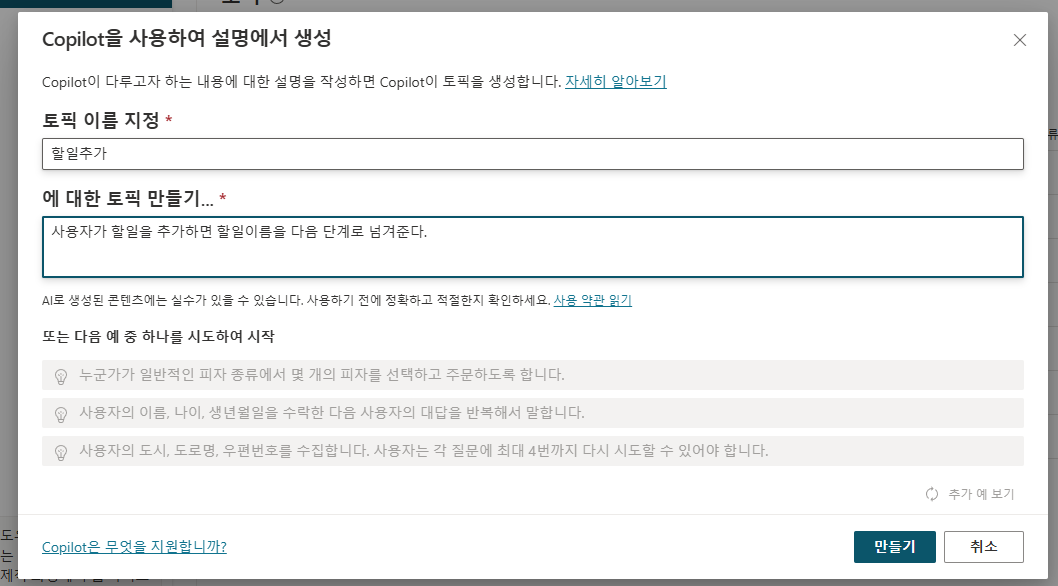 Copilot을 사용하여 설명에서 생성
Copilot이 다루고자 하는 내용에 대한 설명을 작성하면 Copilot이 토픽을 생성합니다. 자세히 알아보기
토픽 이름 지정 *
할일추가
에 대한 토픽 만들기... *
사용자가 할일을 추가하면 할일이름을 다음 단계로 넘겨준다.
AI로 생성된 콘텐츠에는 실수가 있을 수 있습니다. 사용하기 전에 정확하고 적절한지 확인하세요. 사용 약관 읽기
또는 다음 예 중 하나를 시도하여 시작
누군가가 일반적인 피자 종류에서 몇 개의 피자를 선택하고 주문하도록 합니다.
사용자의 이름, 나이, 생년월일을 수락한 다음 사용자의 대답을 반복해서 말합니다.
사용자의 도시, 도로명, 우편번호를 수집합니다. 사용자는 각 질문에 최대 4번까지 다시 시도할 수 있어야 합니다.
추가 예 보기
Copilot은 무엇을 지원합니까?
만들기
취소